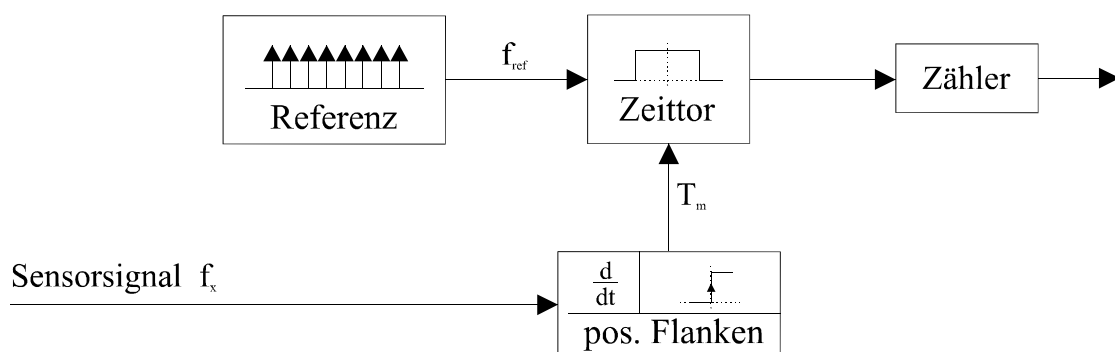 Referenz
f_ref
Zeittor
Zähler
T_m
Sensorsignal f_x
d
dt
pos. Flanken